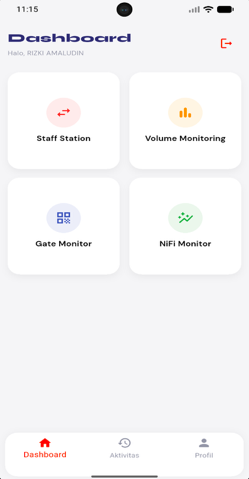 11:15
Dashboard
Halo, RIZKI AMALUDIN
Staff Station
Volume Monitoring
Gate Monitor
NiFi Monitor
Dashboard
Aktivitas
Profil